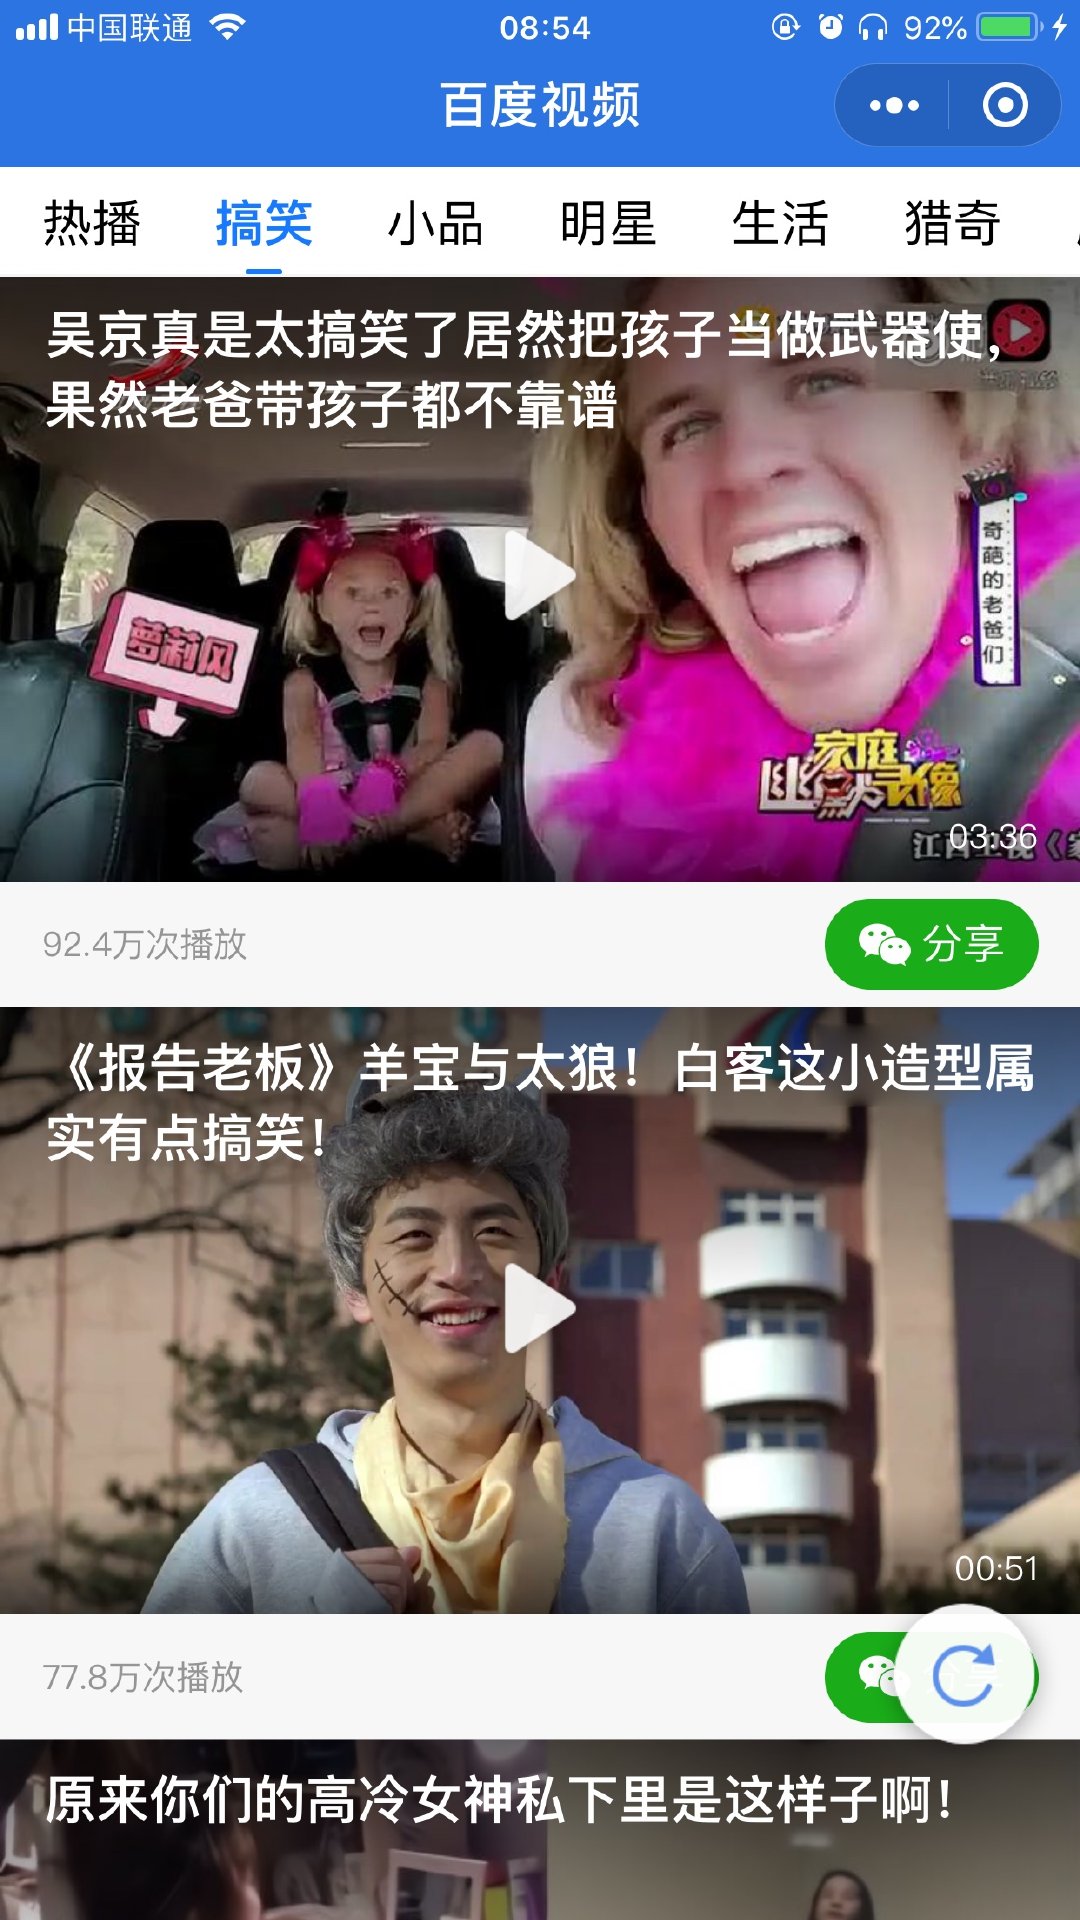 中国联通
08:54
92%
百度视频
热播
搞笑
小品
明星
生活
猎奇
吴京真是太搞笑了居然把孩子当做武器使，
果然老爸带孩子都不靠谱
奇葩的老爸们
萝莉风
家庭
幽默录像
03:36
江西卫视《家
92.4万次播放
分享
《报告老板》羊宝与太狼！白客这小造型属
实有点搞笑！
00:51
77.8万次播放
原来你们的高冷女神私下里是这样子啊！